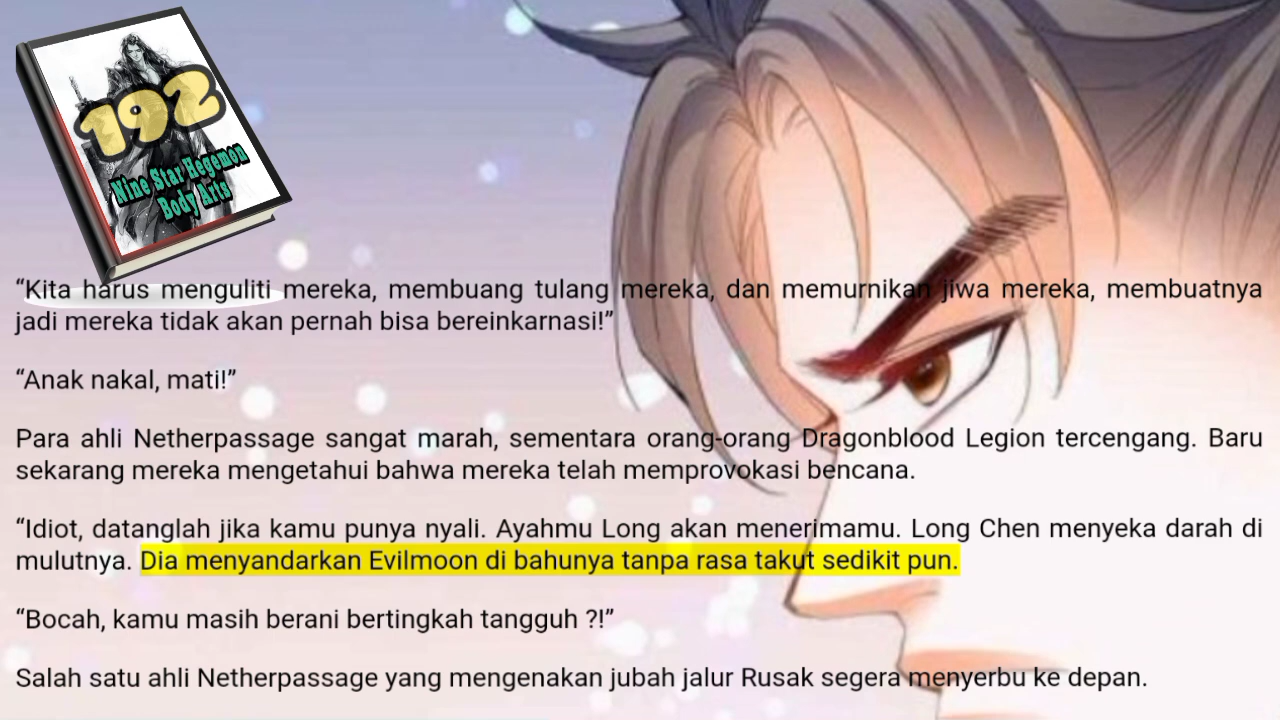 192
Nine Star Hegemon
Body Arts
“Kita harus menguliti mereka, membuang tulang mereka, dan memurnikan jiwa mereka, membuatnya
jadi mereka tidak akan pernah bisa bereinkarnasi!”
“Anak nakal, mati!”
Para ahli Netherpassage sangat marah, sementara orang-orang Dragonblood Legion tercengang. Baru
sekarang mereka mengetahui bahwa mereka telah memprovokasi bencana.
“Idiot, datanglah jika kamu punya nyali. Ayahmu Long akan menerimamu. Long Chen menyeka darah di
mulutnya. Dia menyandarkan Evilmoon di bahunya tanpa rasa takut sedikit pun.
“Bocah, kamu masih berani bertingkah tangguh ?!”
Salah satu ahli Netherpassage yang mengenakan jubah jalur Rusak segera menyerbu ke depan.